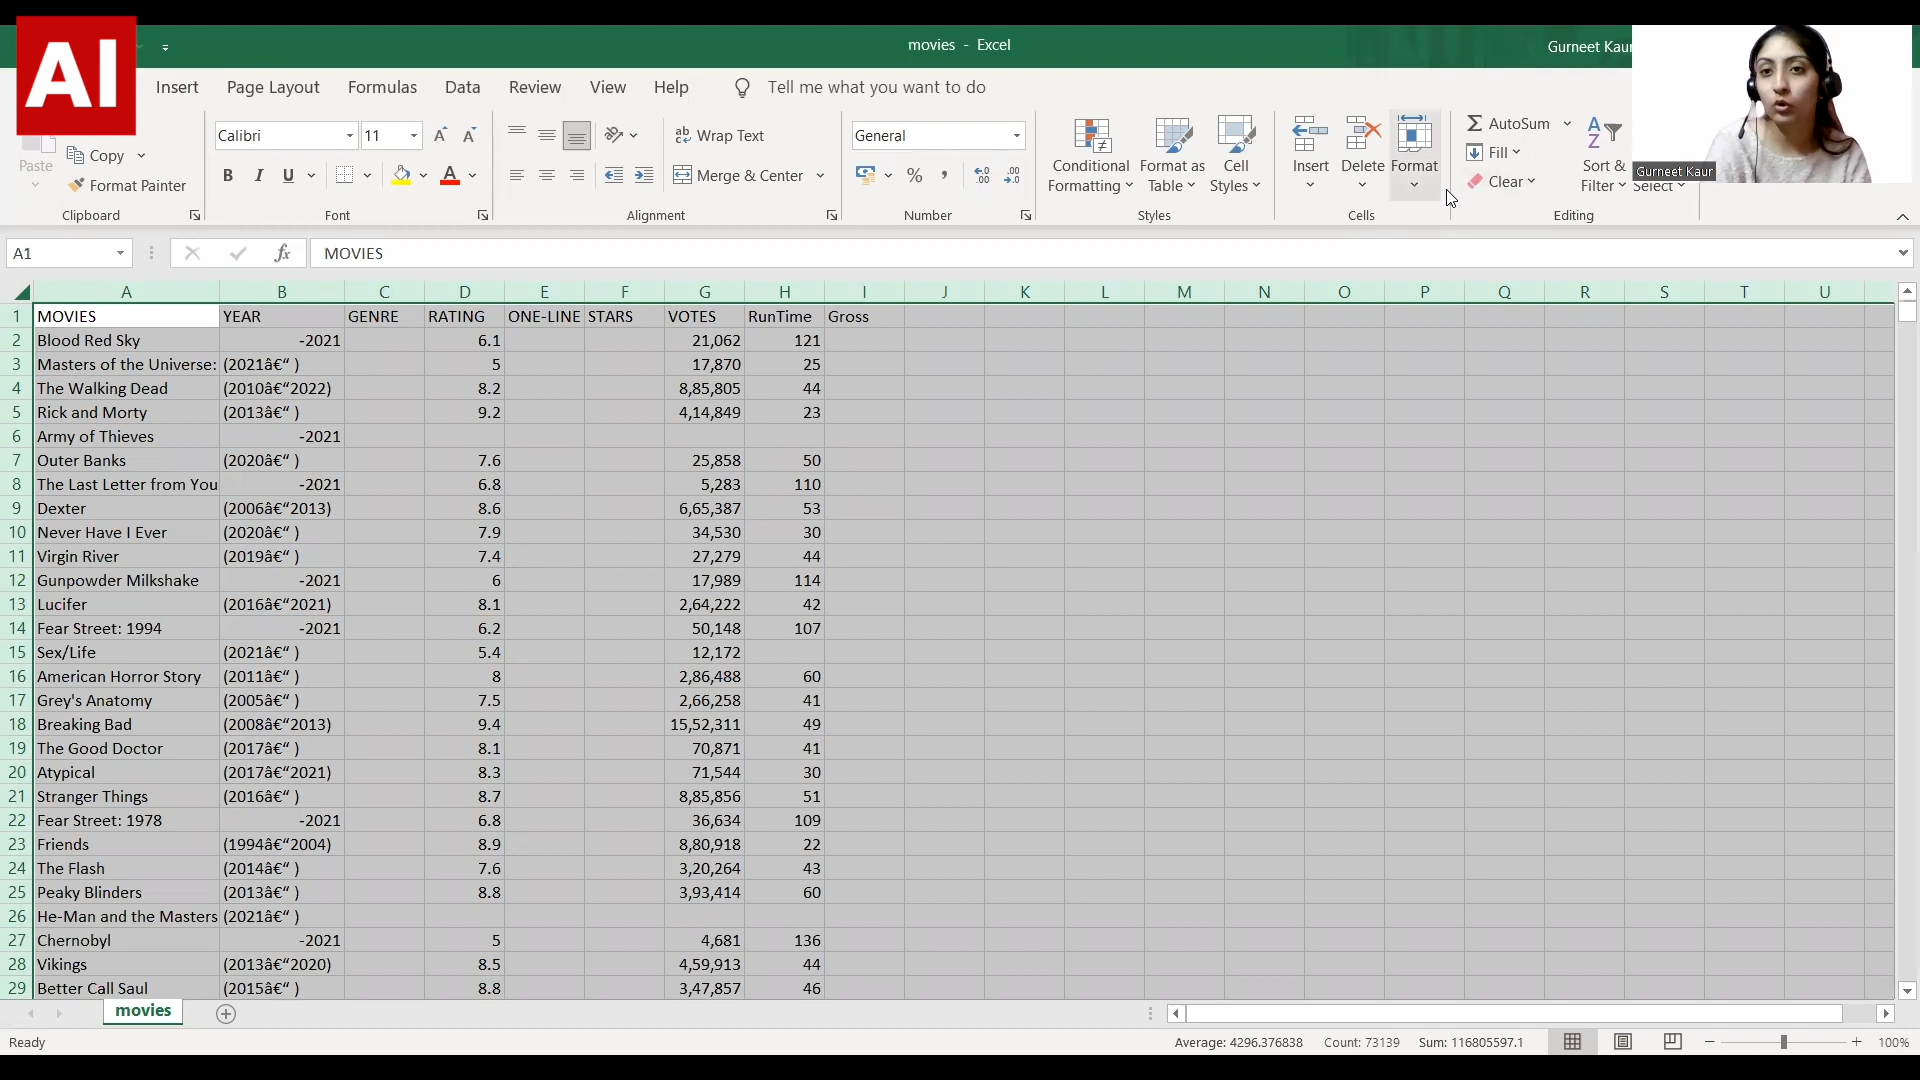 AI
movies - Excel
Gurneet Kaur
Insert Page Layout Formulas Data Review View Help Tell me what you want to do
Calibri 11 Wrap Text General AutoSum
Paste Copy Conditional Formatting Format as Table Cell Styles Insert Delete Format Fill Sort & Filter Select
Format Painter B I U A Merge & Center % , Clear
Clipboard Font Alignment Number Styles Cells Editing
Gurneet Kaur
A1 fx MOVIES
A B C D E F G H I J K L M N O P Q R S T U
1 MOVIES YEAR GENRE RATING ONE-LINE STARS VOTES RunTime Gross
2 Blood Red Sky -2021 6.1 21,062 121
3 Masters of the Universe: (2021â€“ ) 5 17,870 25
4 The Walking Dead (2010â€“2022) 8.2 8,85,805 44
5 Rick and Morty (2013â€“ ) 9.2 4,14,849 23
6 Army of Thieves -2021
7 Outer Banks (2020â€“ ) 7.6 25,858 50
8 The Last Letter from You -2021 6.8 5,283 110
9 Dexter (2006â€“2013) 8.6 6,65,387 53
10 Never Have I Ever (2020â€“ ) 7.9 34,530 30
11 Virgin River (2019â€“ ) 7.4 27,279 44
12 Gunpowder Milkshake -2021 6 17,989 114
13 Lucifer (2016â€“2021) 8.1 2,64,222 42
14 Fear Street: 1994 -2021 6.2 50,148 107
15 Sex/Life (2021â€“ ) 5.4 12,172
16 American Horror Story (2011â€“ ) 8 2,86,488 60
17 Grey's Anatomy (2005â€“ ) 7.5 2,66,258 41
18 Breaking Bad (2008â€“2013) 9.4 15,52,311 49
19 The Good Doctor (2017â€“ ) 8.1 70,871 41
20 Atypical (2017â€“2021) 8.3 71,544 30
21 Stranger Things (2016â€“ ) 8.7 8,85,856 51
22 Fear Street: 1978 -2021 6.8 36,634 109
23 Friends (1994â€“2004) 8.9 8,80,918 22
24 The Flash (2014â€“ ) 7.6 3,20,264 43
25 Peaky Blinders (2013â€“ ) 8.8 3,93,414 60
26 He-Man and the Masters (2021â€“ )
27 Chernobyl -2021 5 4,681 136
28 Vikings (2013â€“2020) 8.5 4,59,913 44
29 Better Call Saul (2015â€“ ) 8.8 3,47,857 46
movies
Ready Average: 4296.376838 Count: 73139 Sum: 116805597.1 100%